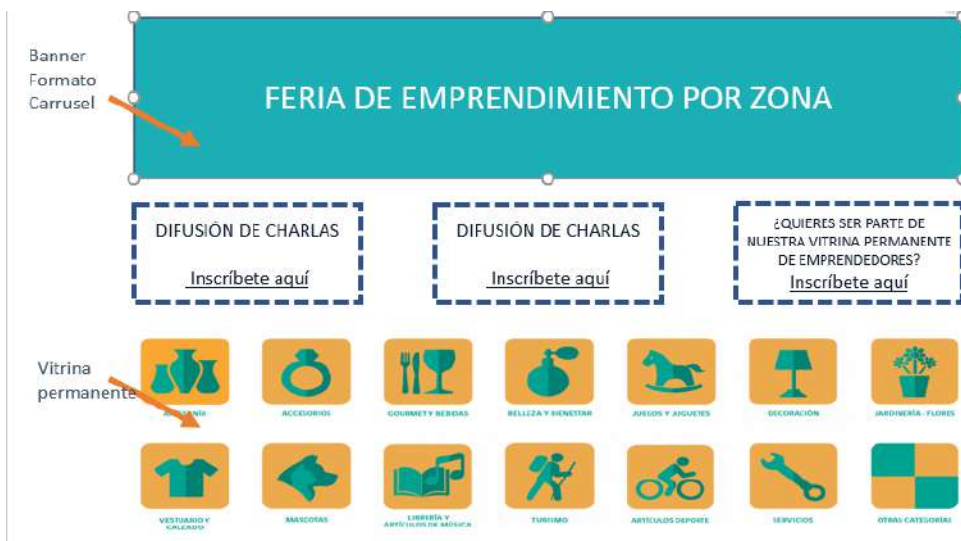 Banner
Formato
Carrusel
FERIA DE EMPRENDIMIENTO POR ZONA
DIFUSIÓN DE CHARLAS
Inscríbete aquí
DIFUSIÓN DE CHARLAS
Inscríbete aquí
¿QUIERES SER PARTE DE
NUESTRA VITRINA PERMANENTE
DE EMPRENDEDORES?
Inscríbete aquí
Vitrina
permanente
ACCESORIOS
GOURMET Y BEBIDAS
BELLEZA Y BIENESTAR
JUEGOS Y JUGUETES
DECORACIÓN
JARDINERÍA - FLORES
VESTUARIO Y
CALZADO
MASCOTAS
LIBRERÍA Y
ARTÍCULOS DE MÚSICA
TURISMO
ARTÍCULOS DEPORTE
SERVICIOS
OTRAS CATEGORÍAS